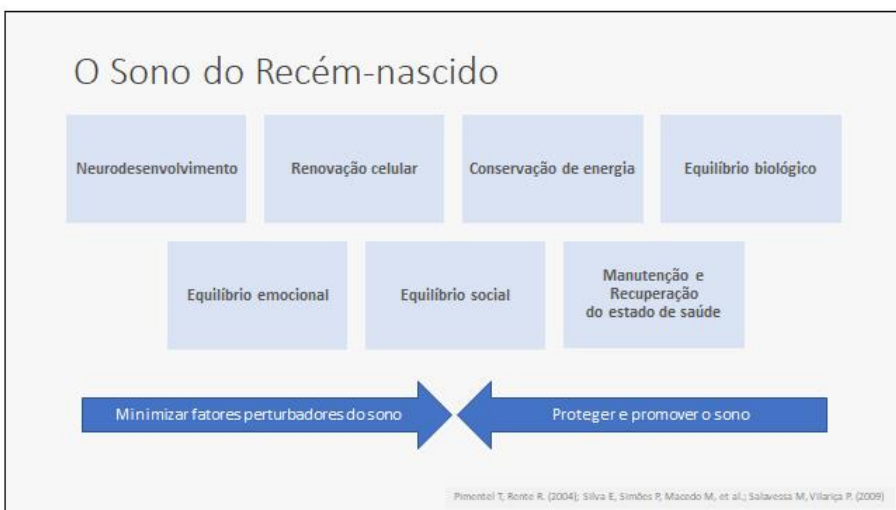 O Sono do Recém-nascido
Neurodesenvolvimento
Renovação celular
Conservação de energia
Equilíbrio biológico
Equilíbrio emocional
Equilíbrio social
Manutenção e
Recuperação
do estado de saúde
Minimizar fatores perturbadores do sono
Proteger e promover o sono
Pimentel T, Rente R. (2004); Silva E, Simões P, Macedo M, et al.; Salavessa M, Vilariça P. (2009)